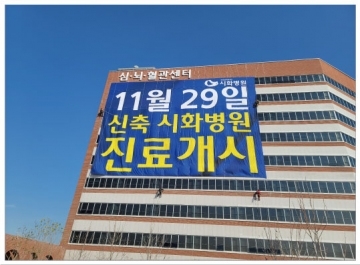 심·뇌·혈관센터
시화병원
11월 29일
신축 시화병원
진료개시